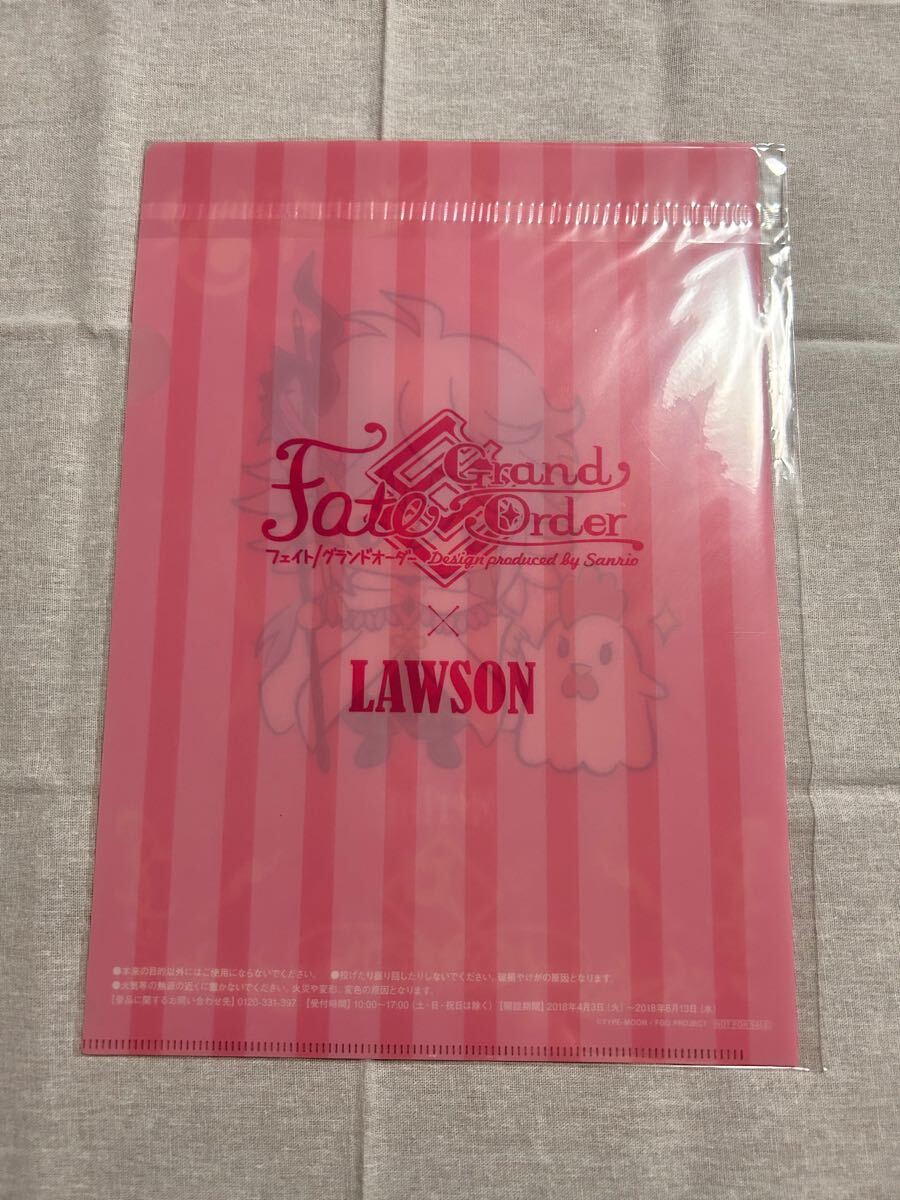 Fate Grand Order
フェイト/グランドオーダー Design produced by Sanrio
×
LAWSON
●本来の目的以外にはご使用にならないでください。 ●投げたり振り回したりしないでください。破損やけがの原因となります。
●火気等の熱源の近くに置かないでください。火災や変形、変色の原因となります。
【景品に関するお問い合わせ先】0120-331-397 【受付時間】10:00〜17:00（土・日・祝日は除く）【開設期間】2018年4月3日（火）〜2018年6月13日（水）
©TYPE-MOON・FGO PROJECT NOT FOR SALE